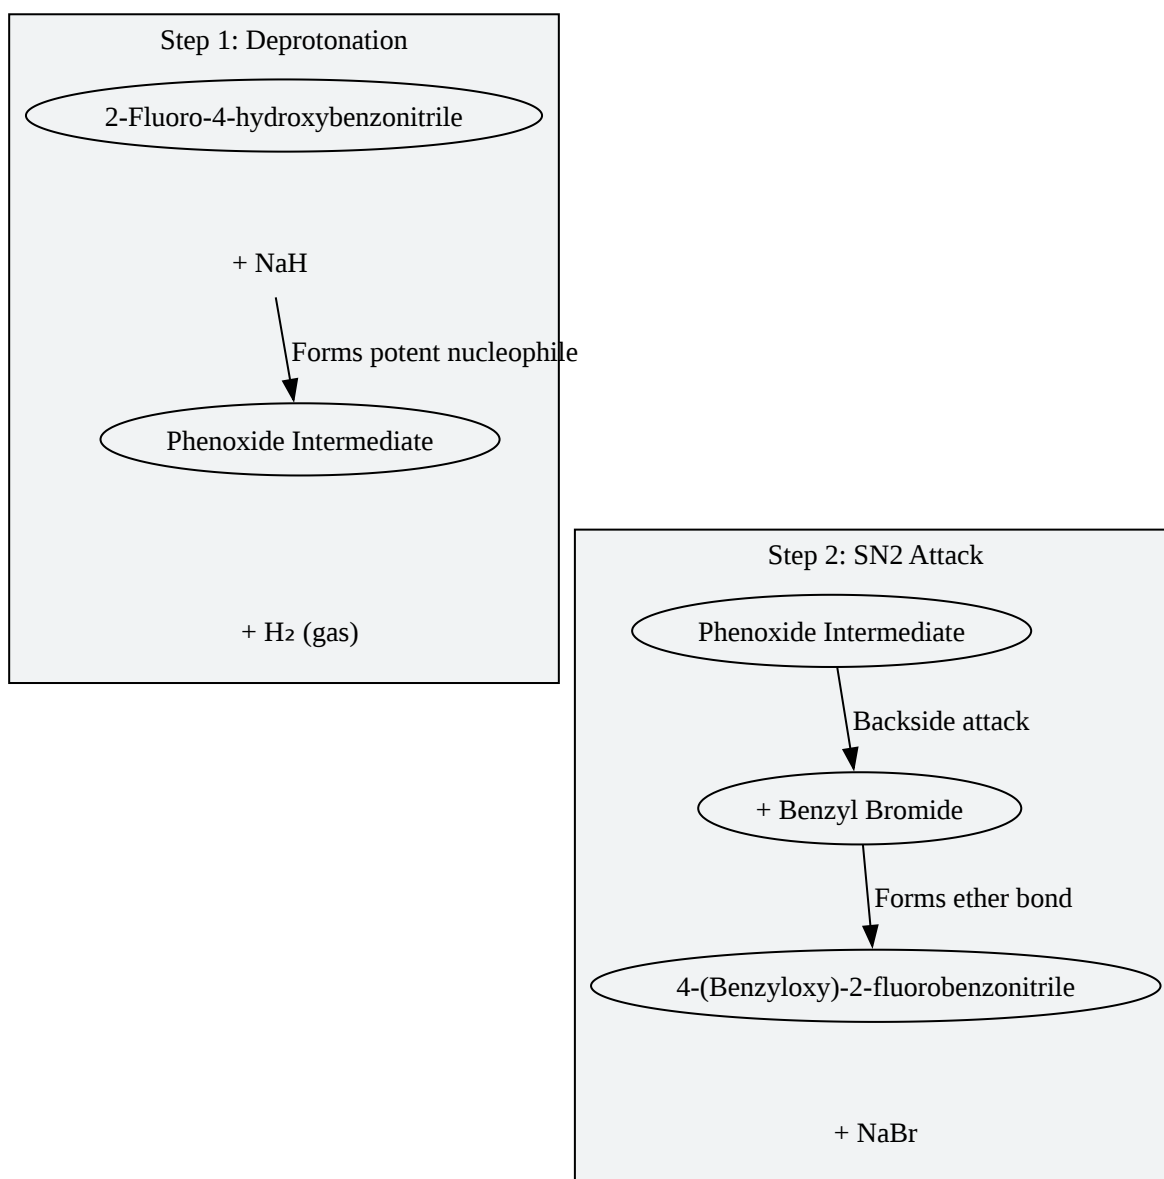 Step 1: Deprotonation
2-Fluoro-4-hydroxybenzonitrile
+ NaH
Forms potent nucleophile
Phenoxide Intermediate
+ H₂ (gas)
Step 2: SN2 Attack
Phenoxide Intermediate
Backside attack
+ Benzyl Bromide
Forms ether bond
4-(Benzyloxy)-2-fluorobenzonitrile
+ NaBr